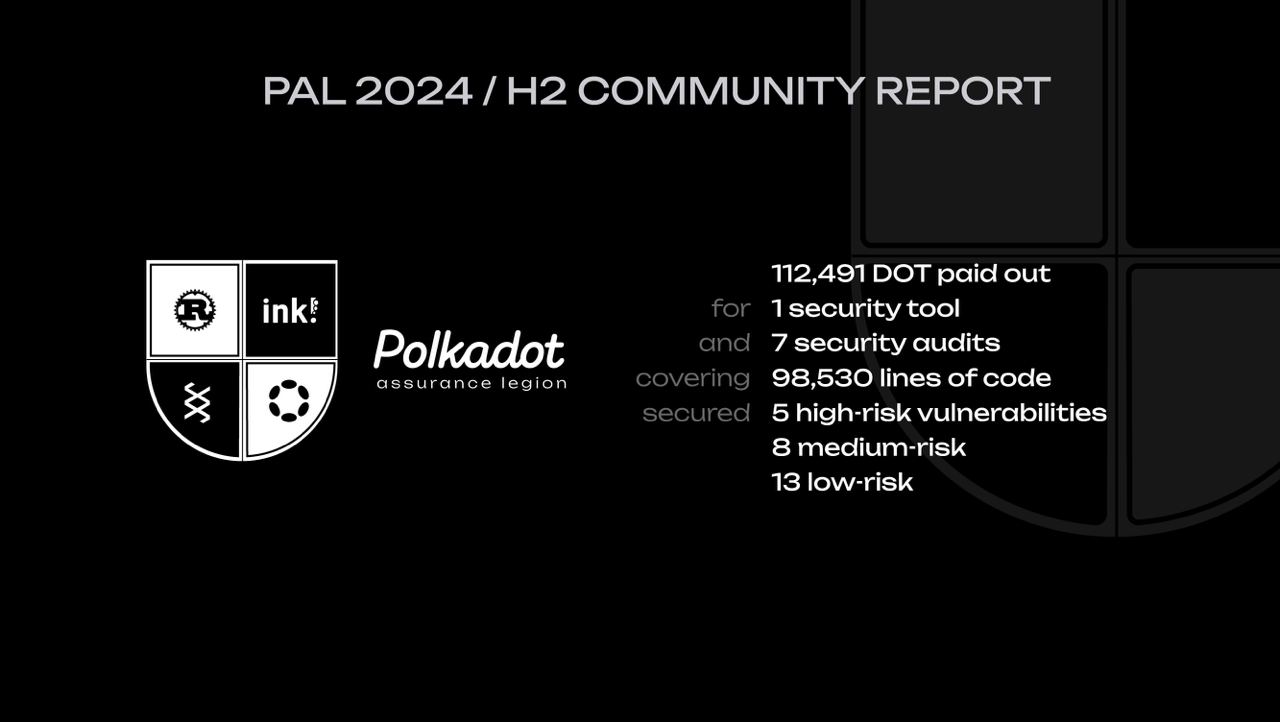 PAL 2024 / H2 COMMUNITY REPORT
R
ink!
Polkadot
assurance legion
112,491 DOT paid out
for 1 security tool
and 7 security audits
covering 98,530 lines of code
secured 5 high-risk vulnerabilities
8 medium-risk
13 low-risk